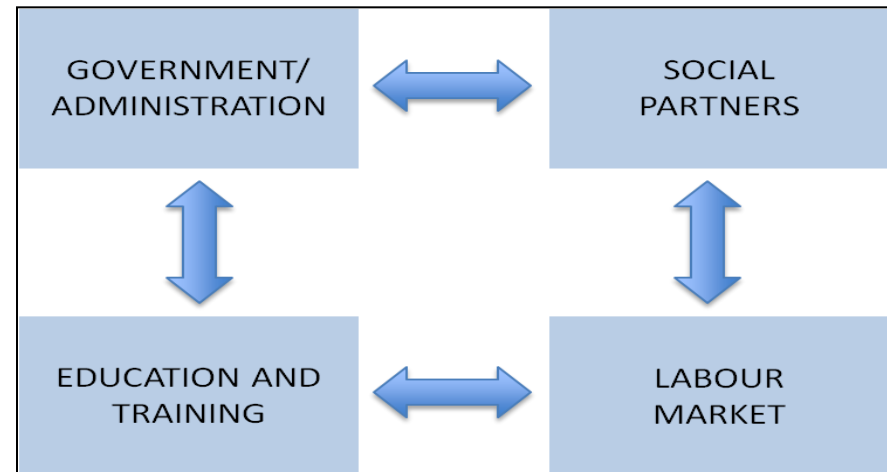 GOVERNMENT/
ADMINISTRATION
SOCIAL
PARTNERS
EDUCATION AND
TRAINING
LABOUR
MARKET